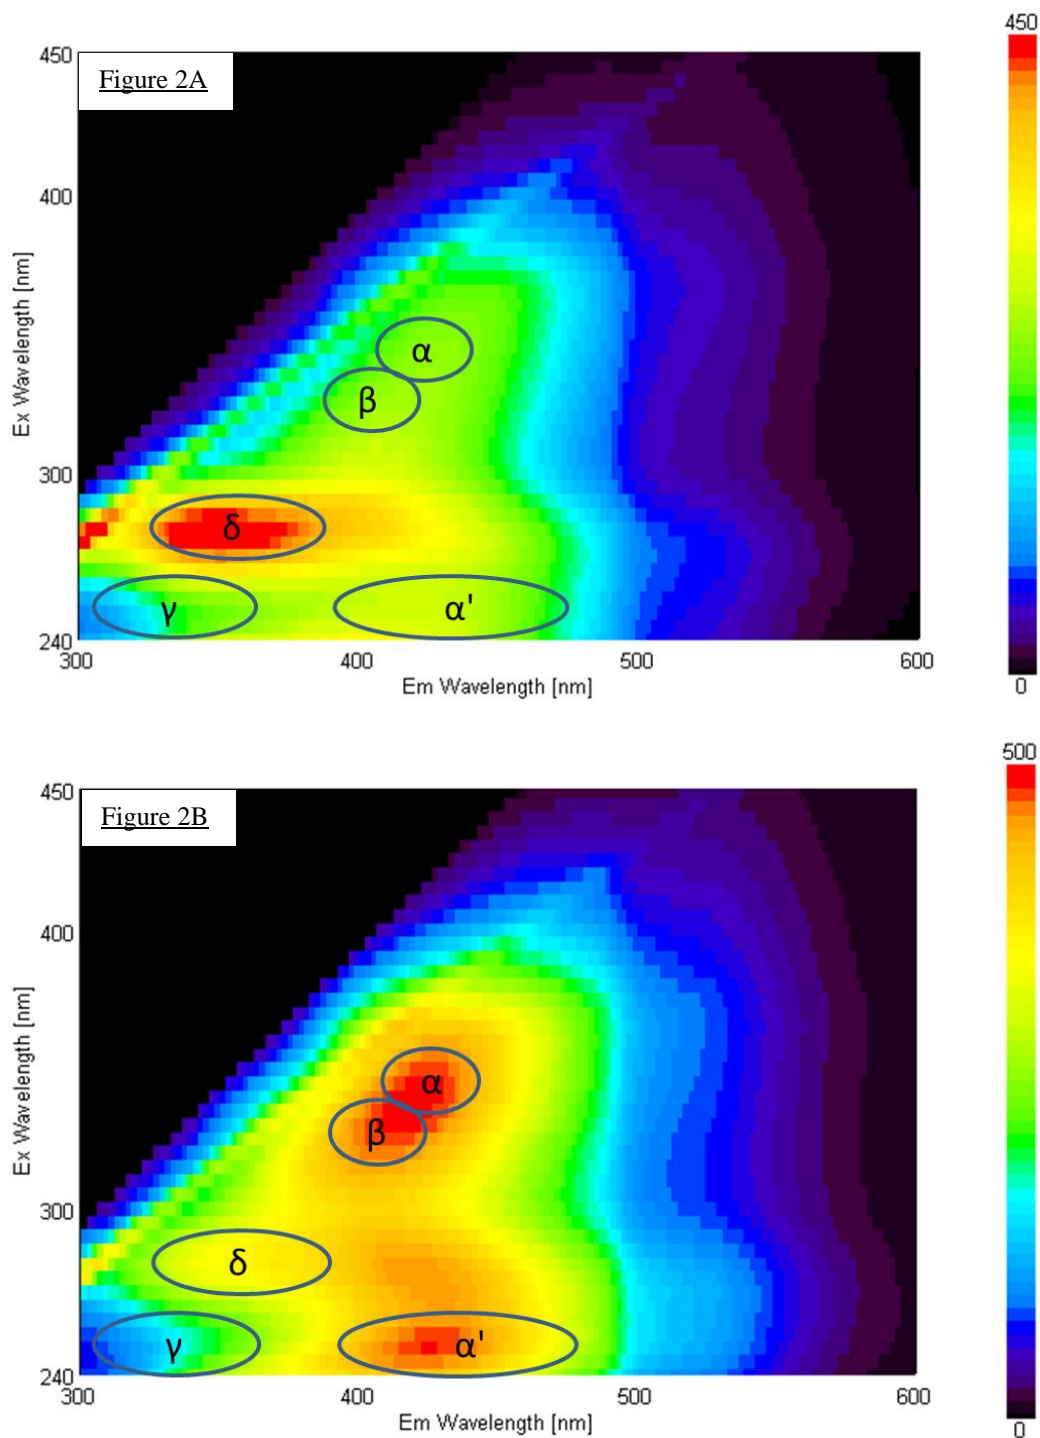 450
450
Figure 2A
400
Ex Wavelength [nm]
α
β
300
δ
γ
α'
240
0
300
400
500
600
Em Wavelength [nm]
500
450
Figure 2B
400
Ex Wavelength [nm]
α
β
300
δ
γ
α'
240
0
300
400
500
600
Em Wavelength [nm]